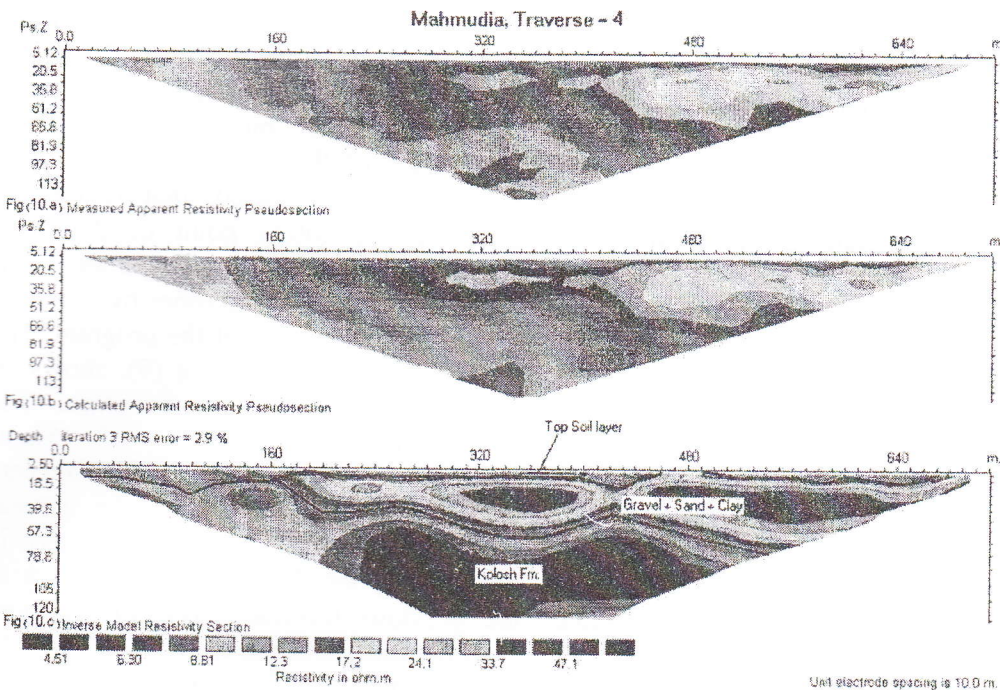 Mahmudia, Traverse - 4
Ps.Z
0.0 160 320 480 640 m.
5.12
20.5
35.8
51.2
65.6
81.9
97.3
113
Fig(10.a) Measured Apparent Resistivity Pseudosection
Ps.Z
0.0 160 320 480 640
5.12
20.5
35.8
51.2
66.6
81.9
97.3
113
Fig(10.b) Calculated Apparent Resistivity Pseudosection
Top Soil layer
Depth Iteration 3 RMS error = 2.9 %
0.0 160 320 480 640 m.
2.50
18.5
39.6
57.3
78.8
105
120
Gravel + Sand + Clay
Kolosh Fm.
Fig(10.c) Inverse Model Resistivity Section
4.51 6.30 8.81 12.3 17.2 24.1 33.7 47.1
Resistivity in ohm.m
Unit electrode spacing is 10.0 m.